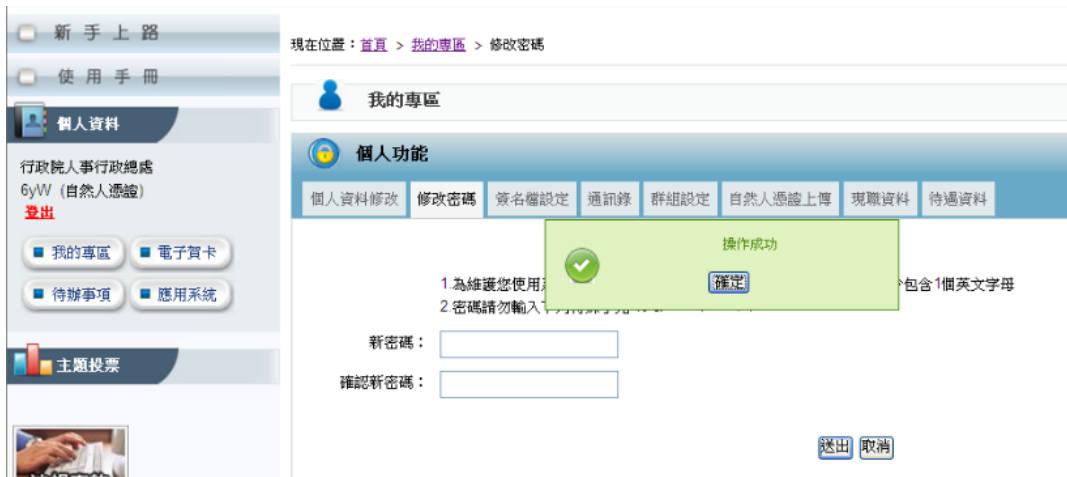 新手上路
使用手冊
個人資料
行政院人事行政總處
6yW (自然人憑證)
登出
我的專區
電子賀卡
待辦事項
應用系統
主題投票
現在位置：首頁 > 我的專區 > 修改密碼
我的專區
個人功能
個人資料修改 修改密碼 簽名檔設定 通訊錄 群組設定 自然人憑證上傳 現職資料 待遇資料
操作成功
確定
1.為維護您使用 包含1個英文字母
2.密碼請勿輸入下列
新密碼：
確認新密碼：
送出 取消